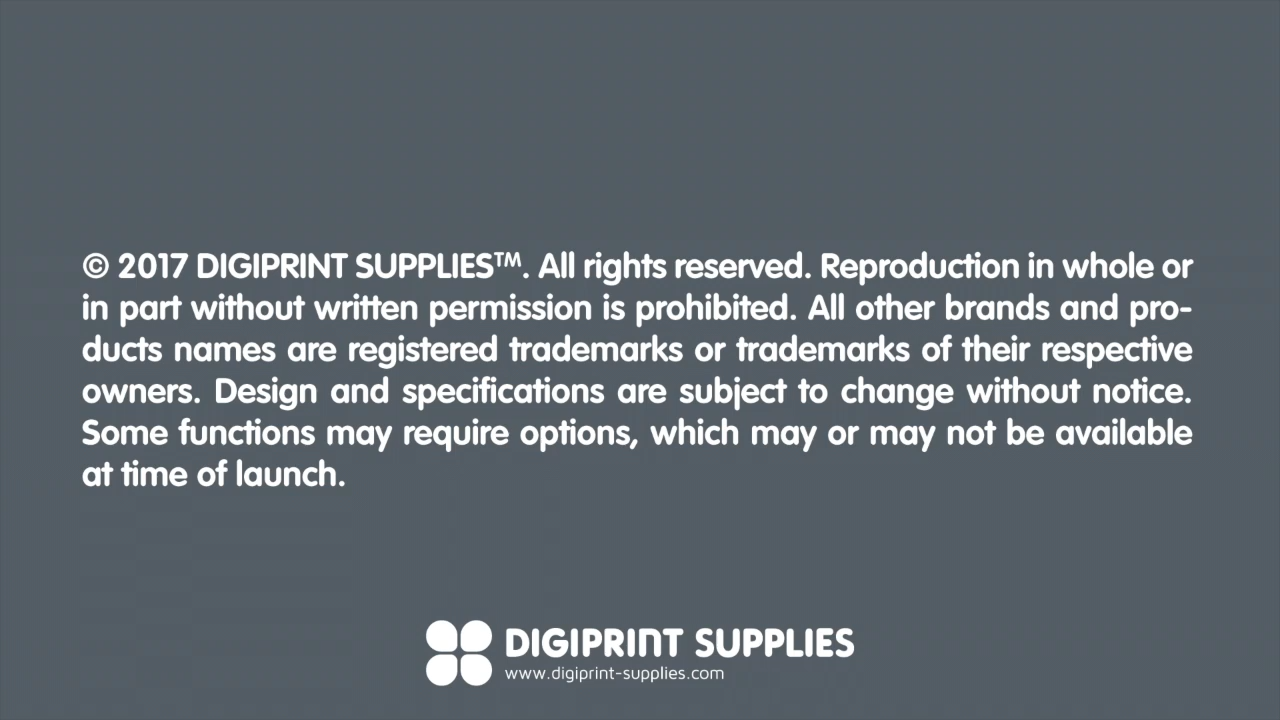 © 2017 DIGIPRINT SUPPLIES™. All rights reserved. Reproduction in whole or
in part without written permission is prohibited. All other brands and pro-
ducts names are registered trademarks or trademarks of their respective
owners. Design and specifications are subject to change without notice.
Some functions may require options, which may or may not be available
at time of launch.
DIGIPRINT SUPPLIES
www.digiprint-supplies.com